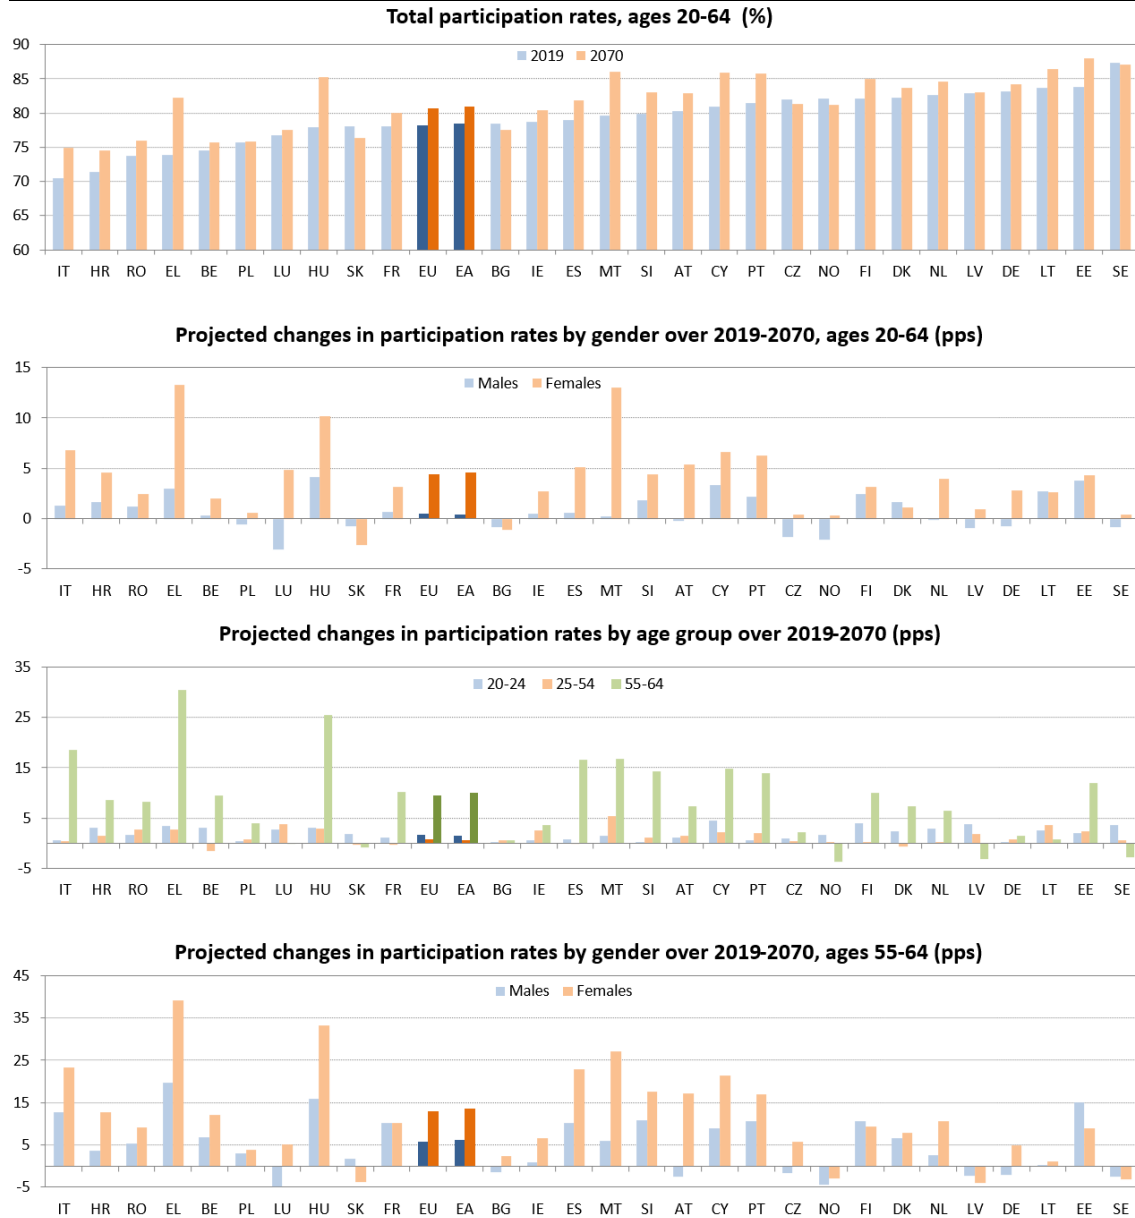 Total participation rates, ages 20-64 (%)
90
85
80
75
70
65
60
2019 2070
IT HR RO EL BE PL LU HU SK FR EU EA BG IE ES MT SI AT CY PT CZ NO FI DK NL LV DE LT EE SE
Projected changes in participation rates by gender over 2019-2070, ages 20-64 (pps)
15
10
5
0
-5
Males Females
IT HR RO EL BE PL LU HU SK FR EU EA BG IE ES MT SI AT CY PT CZ NO FI DK NL LV DE LT EE SE
Projected changes in participation rates by age group over 2019-2070 (pps)
35
25
15
5
-5
20-24 25-54 55-64
IT HR RO EL BE PL LU HU SK FR EU EA BG IE ES MT SI AT CY PT CZ NO FI DK NL LV DE LT EE SE
Projected changes in participation rates by gender over 2019-2070, ages 55-64 (pps)
45
35
25
15
5
-5
Males Females
IT HR RO EL BE PL LU HU SK FR EU EA BG IE ES MT SI AT CY PT CZ NO FI DK NL LV DE LT EE SE